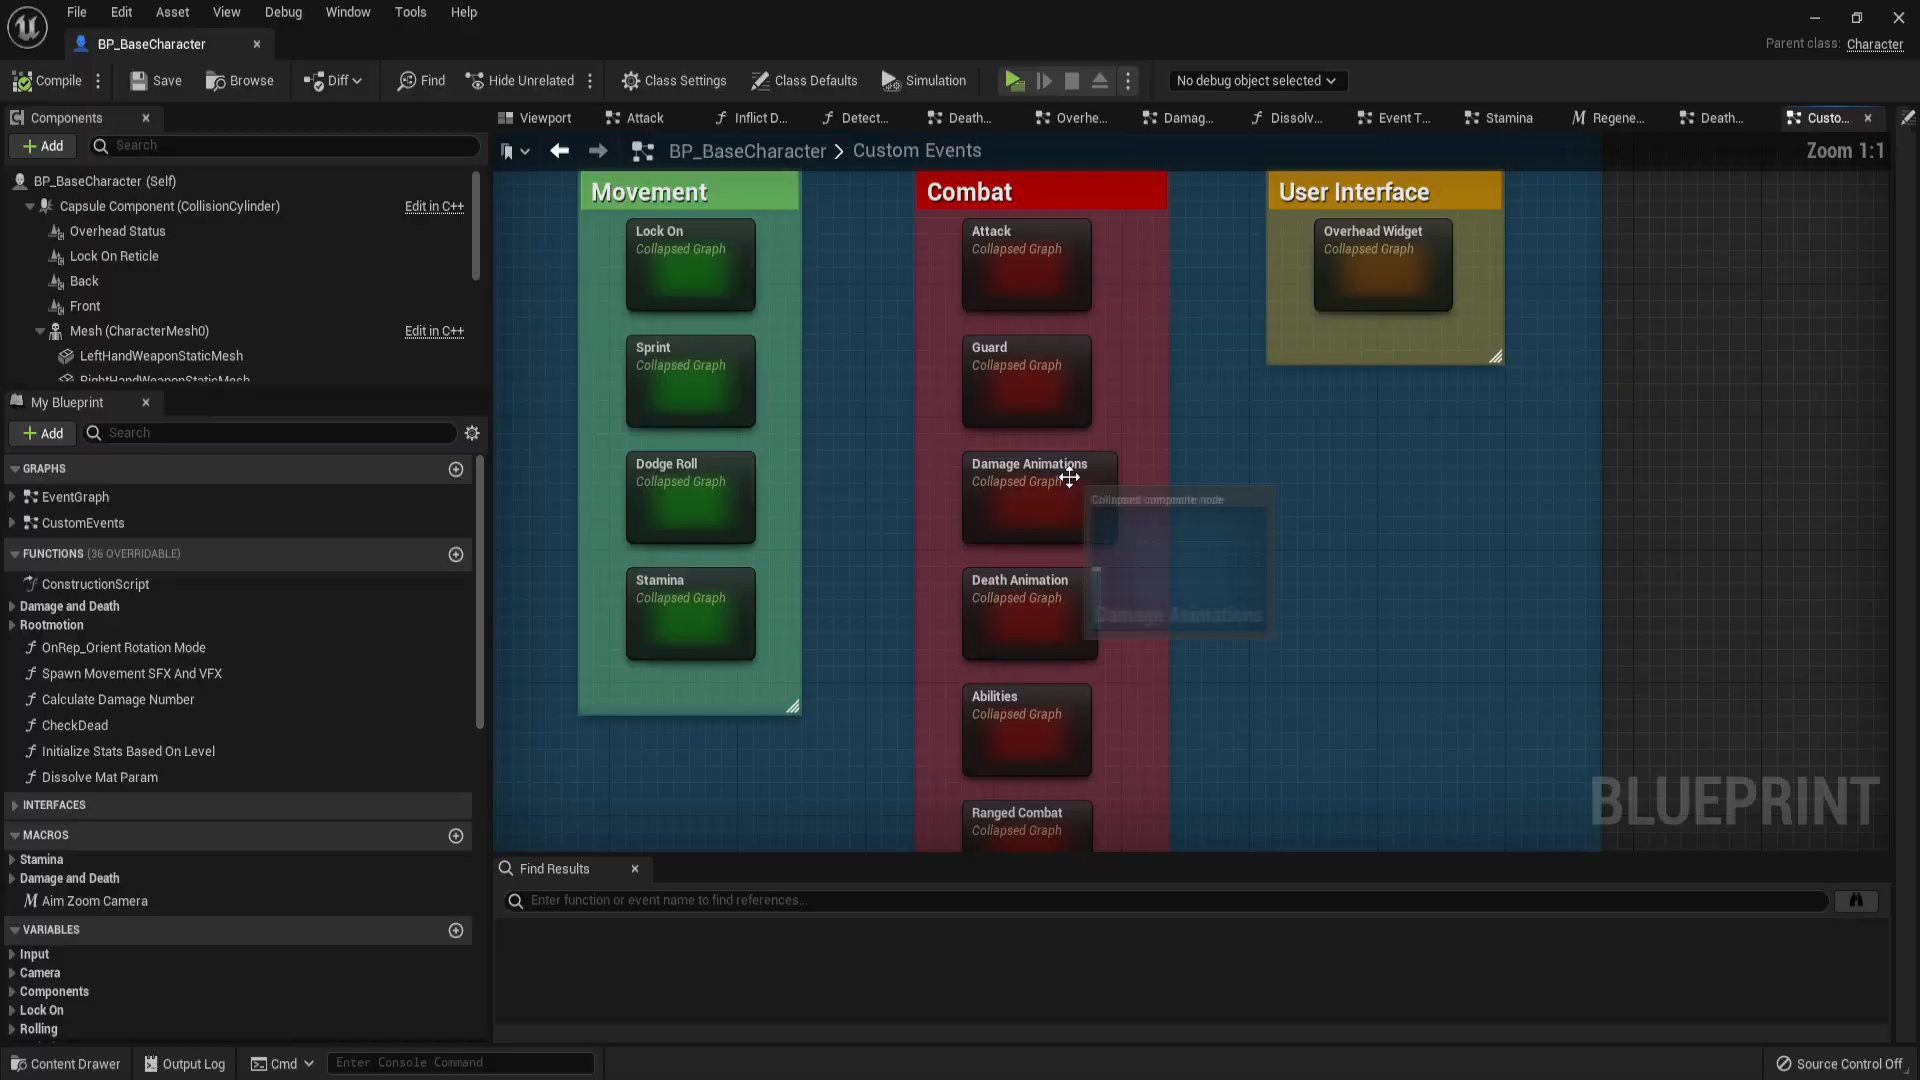 File Edit Asset View Debug Window Tools Help
BP_BaseCharacter
Parent class: Character
Compile Save Browse Diff Find Hide Unrelated Class Settings Class Defaults Simulation No debug object selected
Components
Viewport Attack Inflict D... Detect... Death... Overhe... Damag... Dissolv... Event T... Stamina Regene... Death... Custo...
Add Search
BP_BaseCharacter > Custom Events
Zoom 1:1
BP_BaseCharacter (Self)
Capsule Component (CollisionCylinder) Edit in C++
Overhead Status
Lock On Reticle
Back
Front
Mesh (CharacterMesh0) Edit in C++
LeftHandWeaponStaticMesh
RightHandWeaponStaticMesh
My Blueprint
Add Search
GRAPHS
EventGraph
CustomEvents
FUNCTIONS (36 OVERRIDABLE)
ConstructionScript
Damage and Death
Rootmotion
OnRep_Orient Rotation Mode
Spawn Movement SFX And VFX
Calculate Damage Number
CheckDead
Initialize Stats Based On Level
Dissolve Mat Param
INTERFACES
MACROS
Stamina
Damage and Death
Aim Zoom Camera
VARIABLES
Input
Camera
Components
Lock On
Rolling
Movement
Lock On
Collapsed Graph
Sprint
Collapsed Graph
Dodge Roll
Collapsed Graph
Stamina
Collapsed Graph
Combat
Attack
Collapsed Graph
Guard
Collapsed Graph
Damage Animations
Collapsed Graph
Collapsed composite node
Damage Animations
Death Animation
Collapsed Graph
Abilities
Collapsed Graph
Ranged Combat
Collapsed Graph
User Interface
Overhead Widget
Collapsed Graph
BLUEPRINT
Find Results
Enter function or event name to find references...
Content Drawer Output Log Cmd Enter Console Command Source Control Off